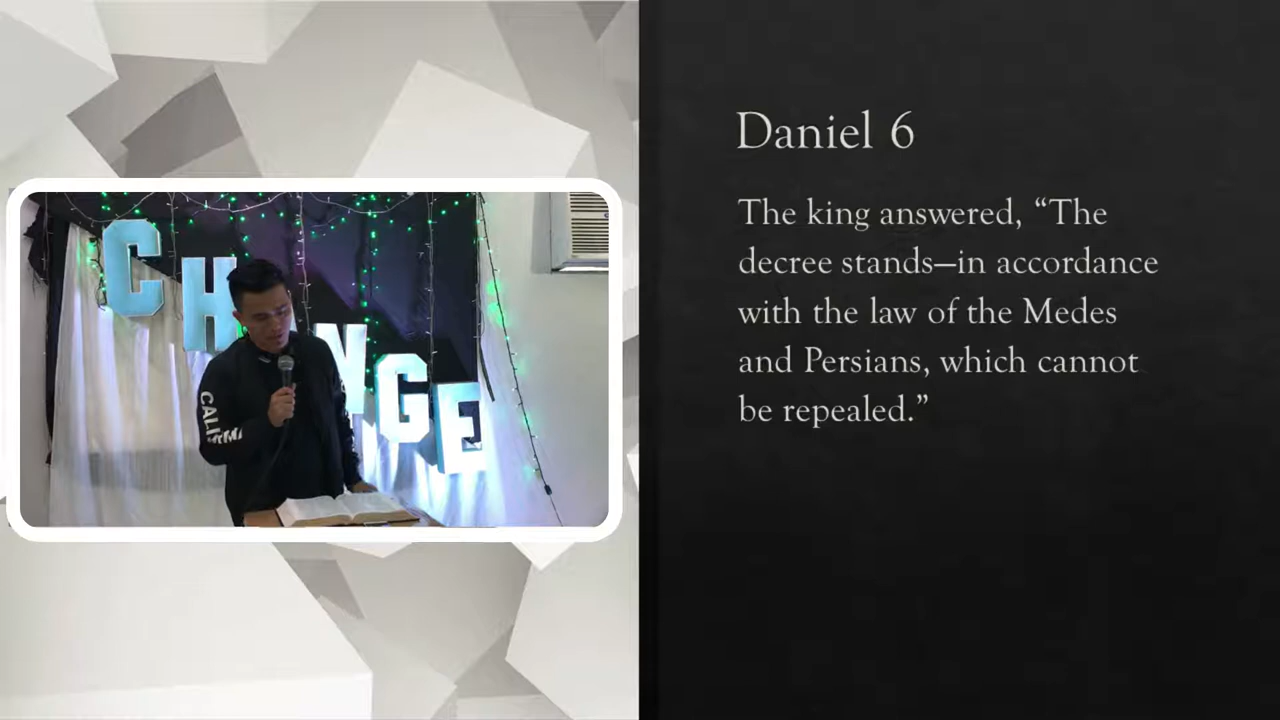 Daniel 6
The king answered, “The
decree stands—in accordance
with the law of the Medes
and Persians, which cannot
be repealed.”
CH NGE